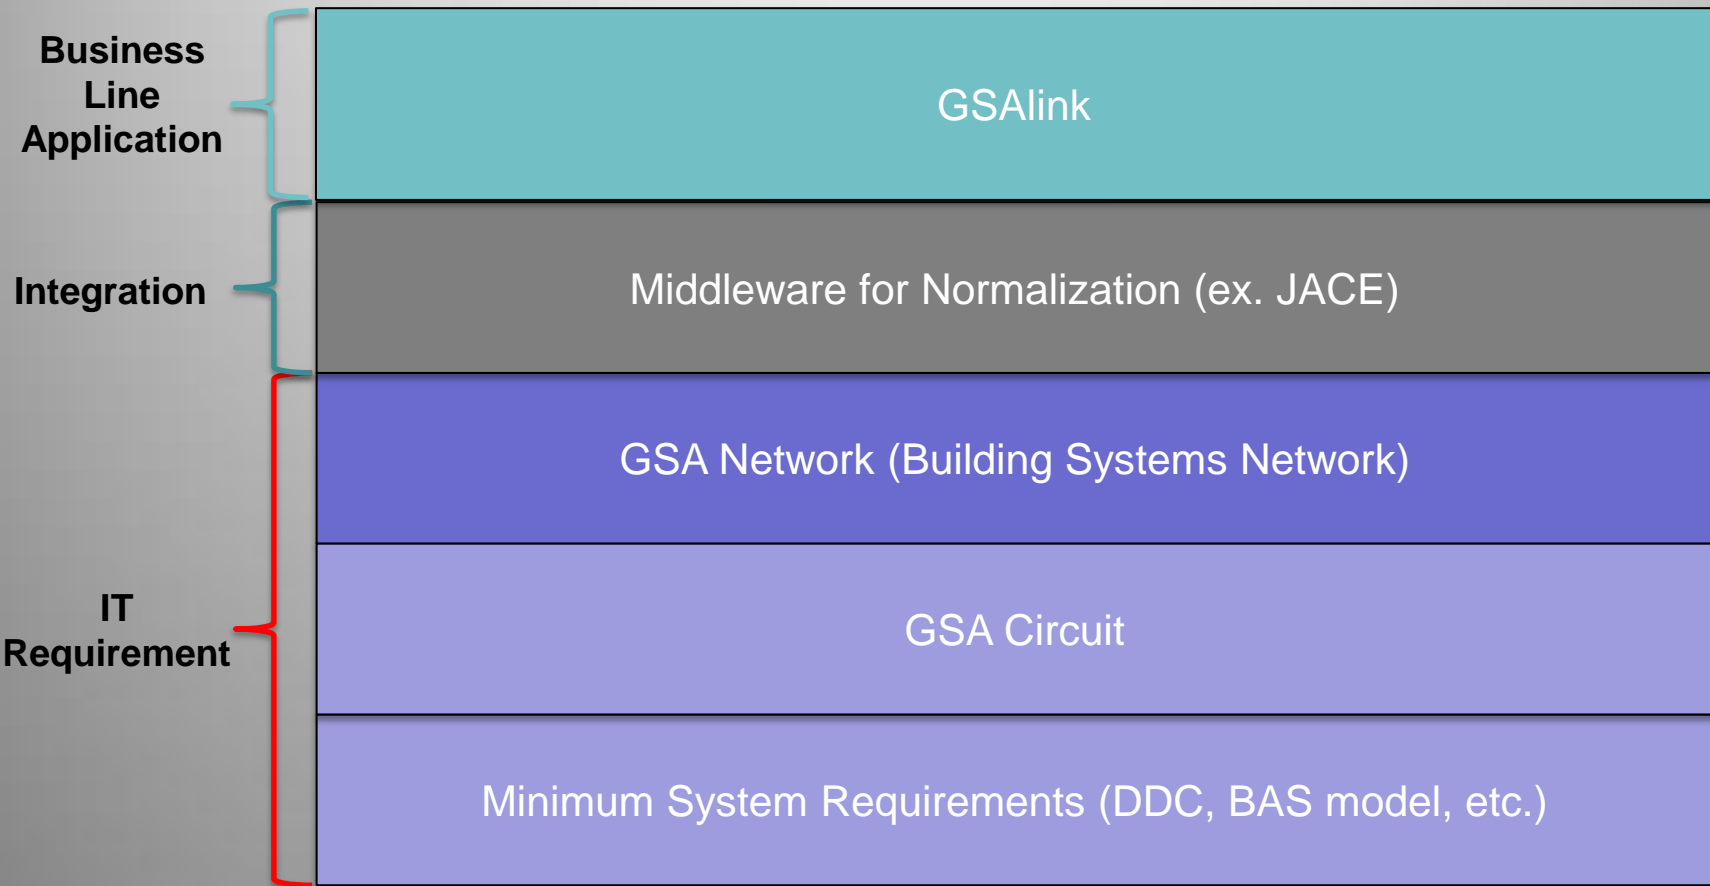 Business
Line
Application
GSAlink
Integration
Middleware for Normalization (ex. JACE)
GSA Network (Building Systems Network)
IT
Requirement
GSA Circuit
Minimum System Requirements (DDC, BAS model, etc.)